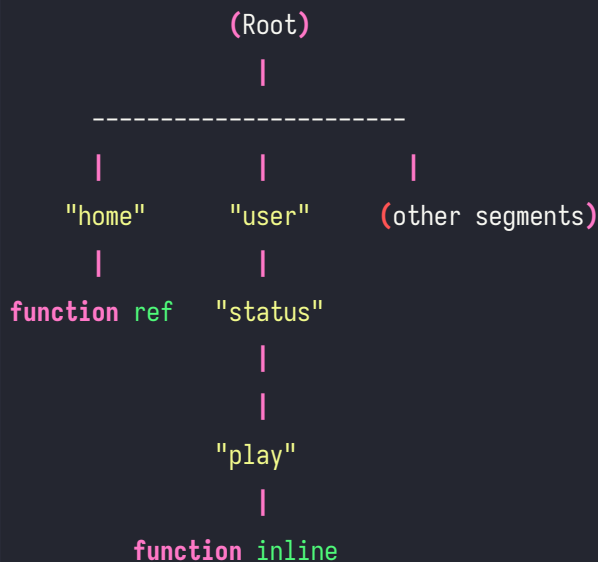 (Root)
|
-----------------------
| | |
"home" "user" (other segments)
| |
function ref "status"
|
|
"play"
|
function inline